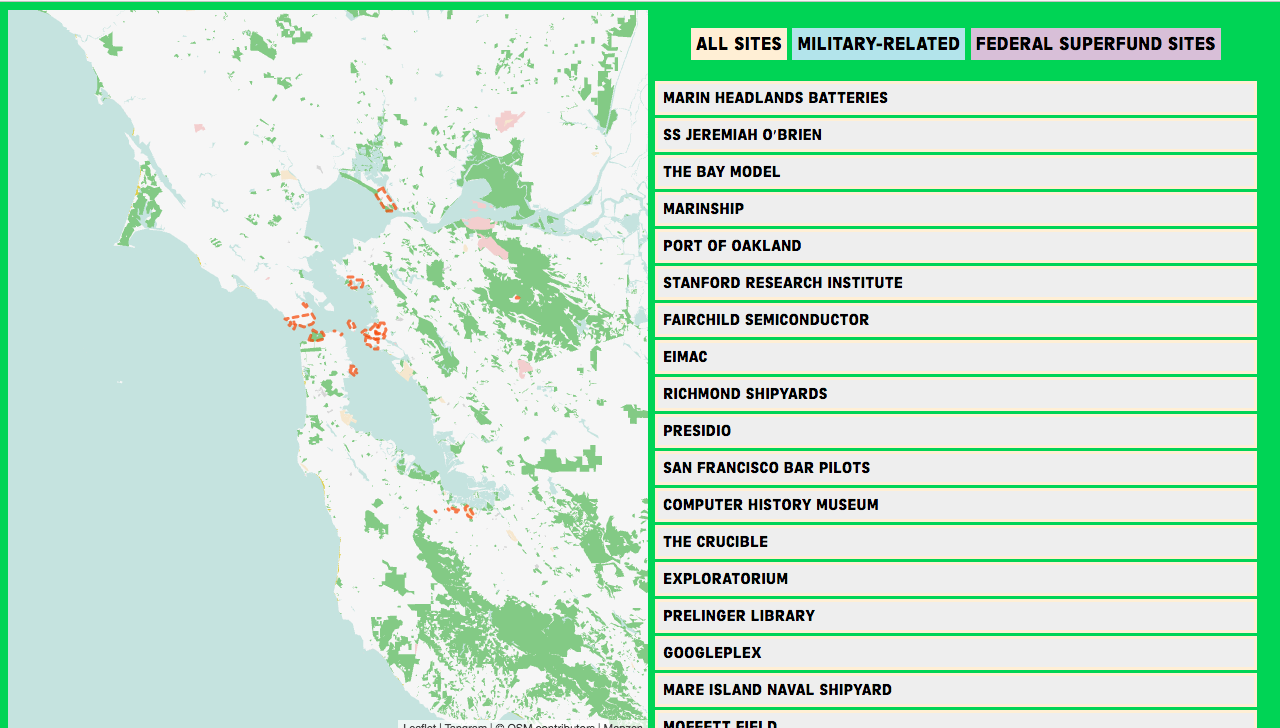 ALL SITES MILITARY-RELATED FEDERAL SUPERFUND SITES
MARIN HEADLANDS BATTERIES
SS JEREMIAH O'BRIEN
THE BAY MODEL
MARINSHIP
PORT OF OAKLAND
STANFORD RESEARCH INSTITUTE
FAIRCHILD SEMICONDUCTOR
EIMAC
RICHMOND SHIPYARDS
PRESIDIO
SAN FRANCISCO BAR PILOTS
COMPUTER HISTORY MUSEUM
THE CRUCIBLE
EXPLORATORIUM
PRELINGER LIBRARY
GOOGLEPLEX
MARE ISLAND NAVAL SHIPYARD
MOFFETT FIELD
Leaflet | Tangram | © OSM contributors | Mapzen